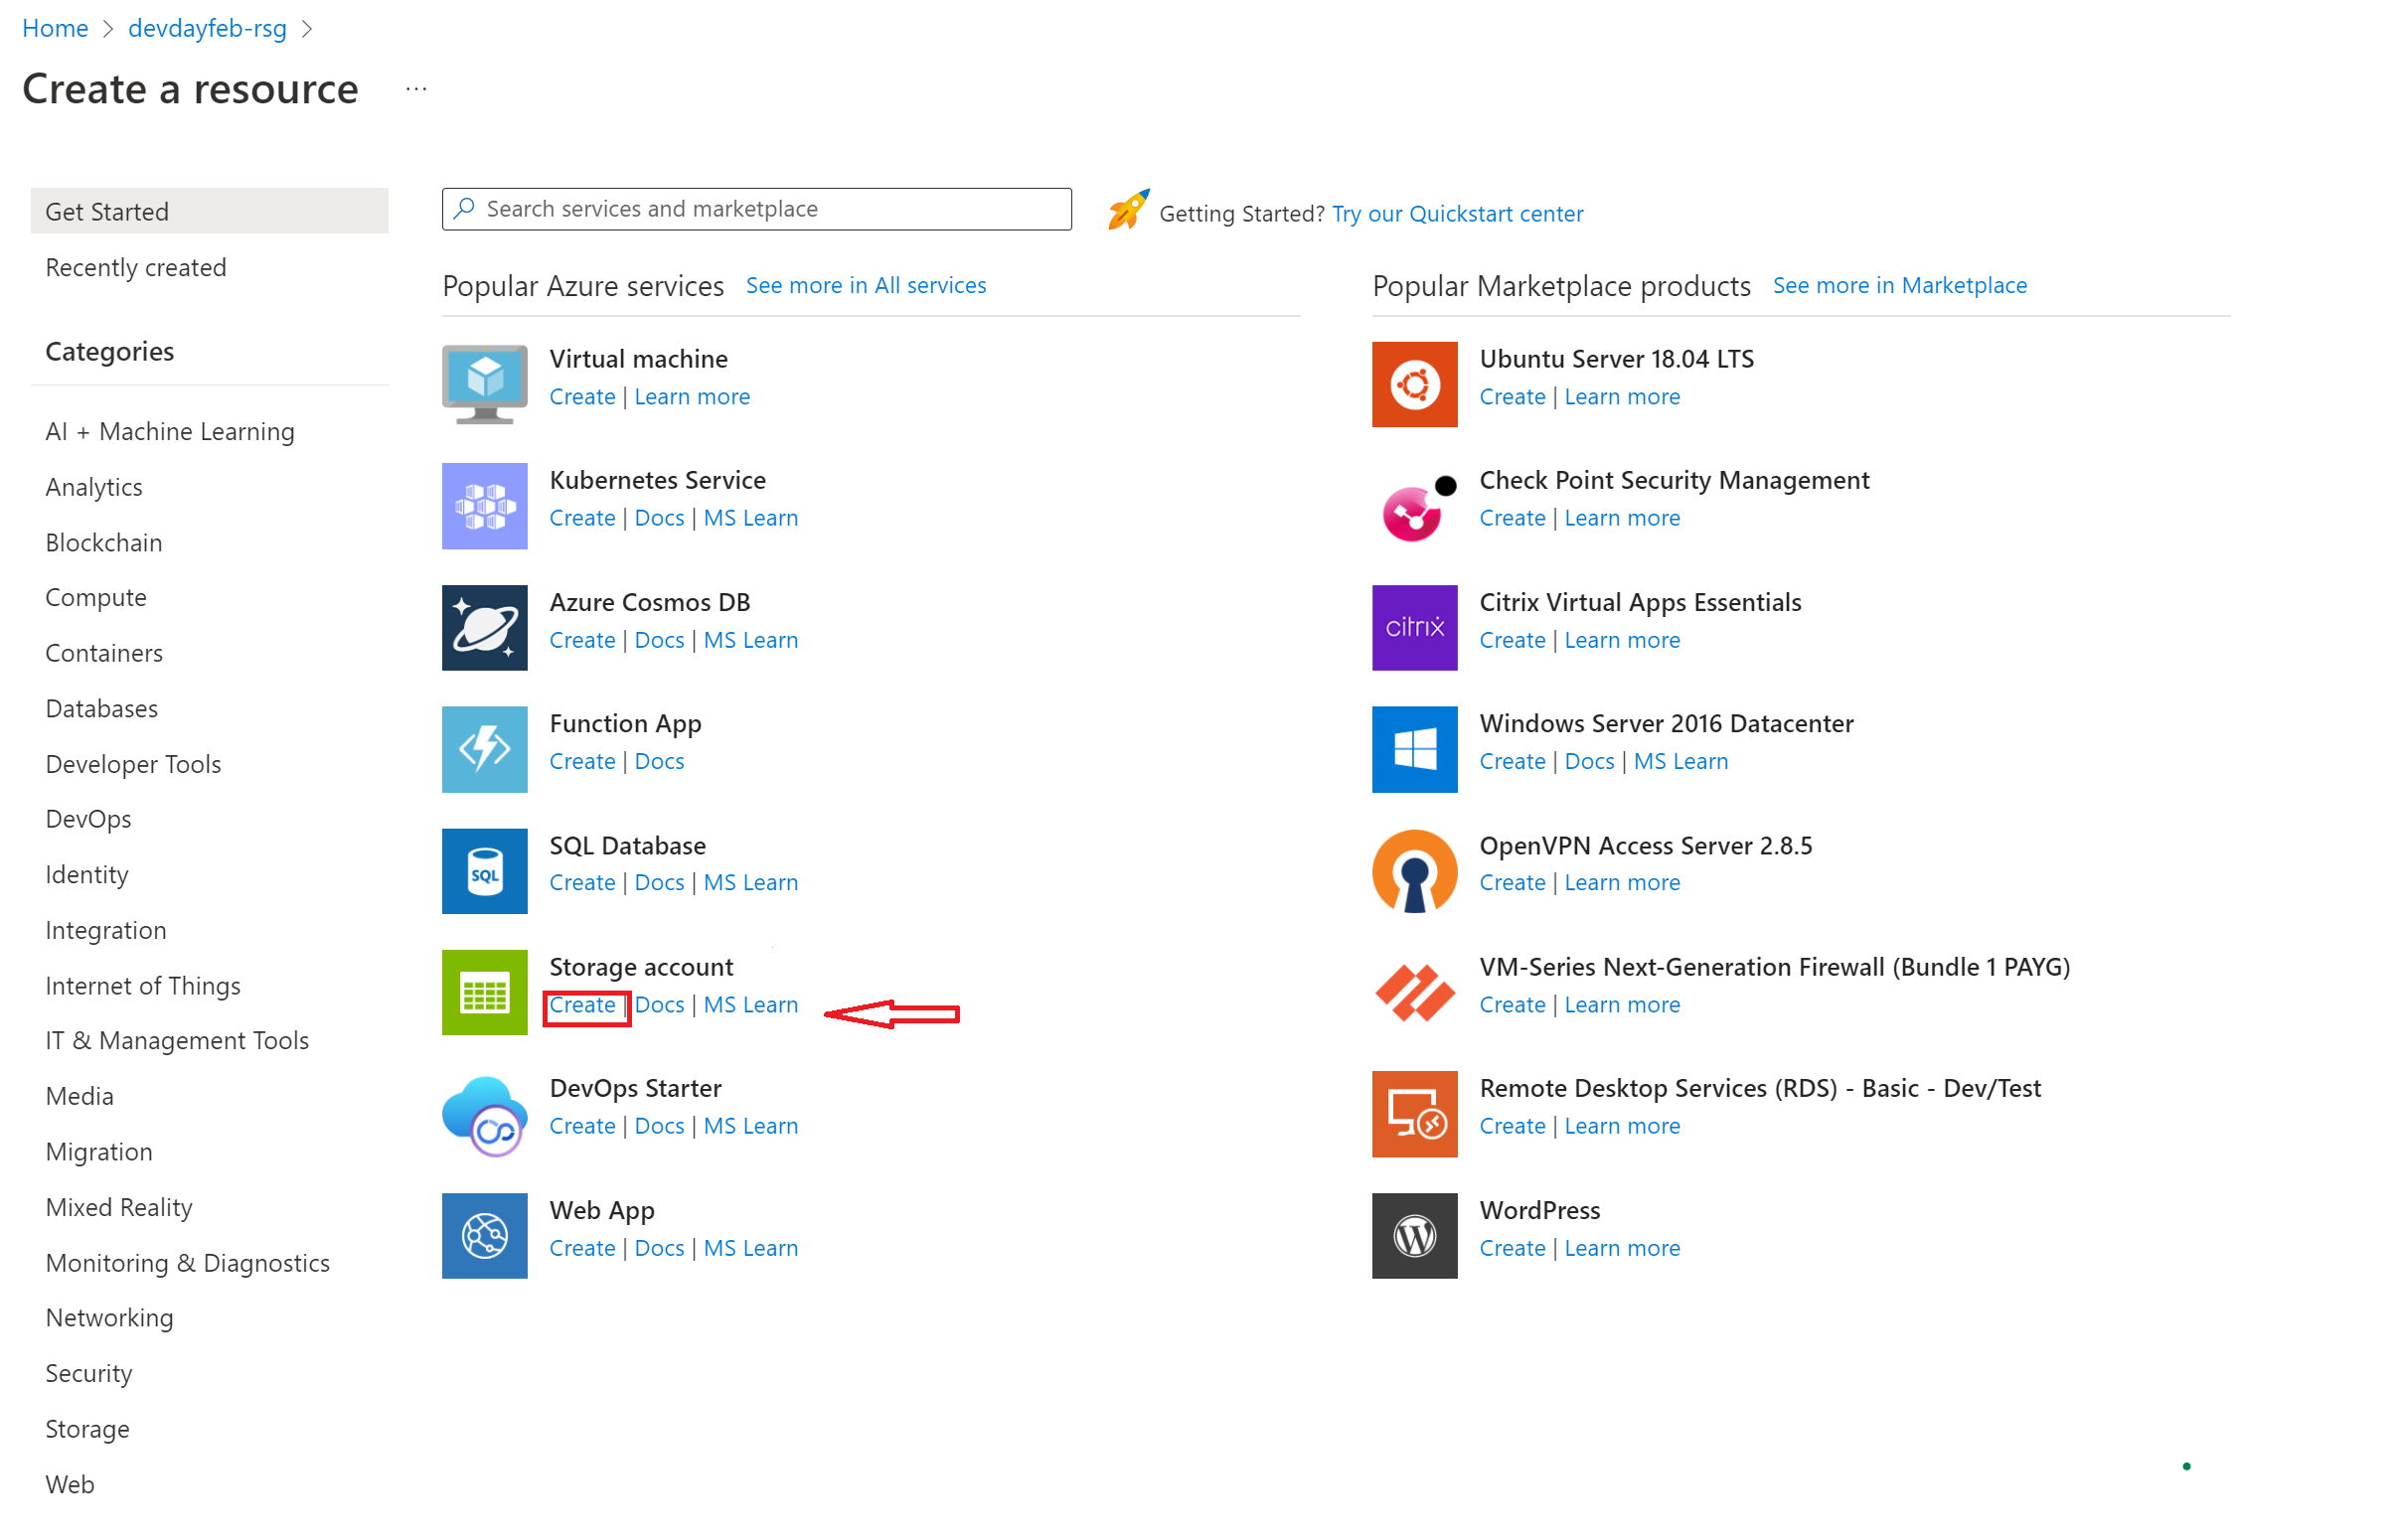 Home > devdayfeb-rsg >
Create a resource ...
Get Started
Recently created
Categories
AI + Machine Learning
Analytics
Blockchain
Compute
Containers
Databases
Developer Tools
DevOps
Identity
Integration
Internet of Things
IT & Management Tools
Media
Migration
Mixed Reality
Monitoring & Diagnostics
Networking
Security
Storage
Web
Search services and marketplace
Getting Started? Try our Quickstart center
Popular Azure services See more in All services
Virtual machine
Create | Learn more
Kubernetes Service
Create | Docs | MS Learn
Azure Cosmos DB
Create | Docs | MS Learn
Function App
Create | Docs
SQL
SQL Database
Create | Docs | MS Learn
Storage account
Create | Docs | MS Learn
DevOps Starter
Create | Docs | MS Learn
Web App
Create | Docs | MS Learn
Popular Marketplace products See more in Marketplace
Ubuntu Server 18.04 LTS
Create | Learn more
Check Point Security Management
Create | Learn more
citrix
Citrix Virtual Apps Essentials
Create | Learn more
Windows Server 2016 Datacenter
Create | Docs | MS Learn
OpenVPN Access Server 2.8.5
Create | Learn more
VM-Series Next-Generation Firewall (Bundle 1 PAYG)
Create | Learn more
Remote Desktop Services (RDS) - Basic - Dev/Test
Create | Learn more
WordPress
Create | Learn more